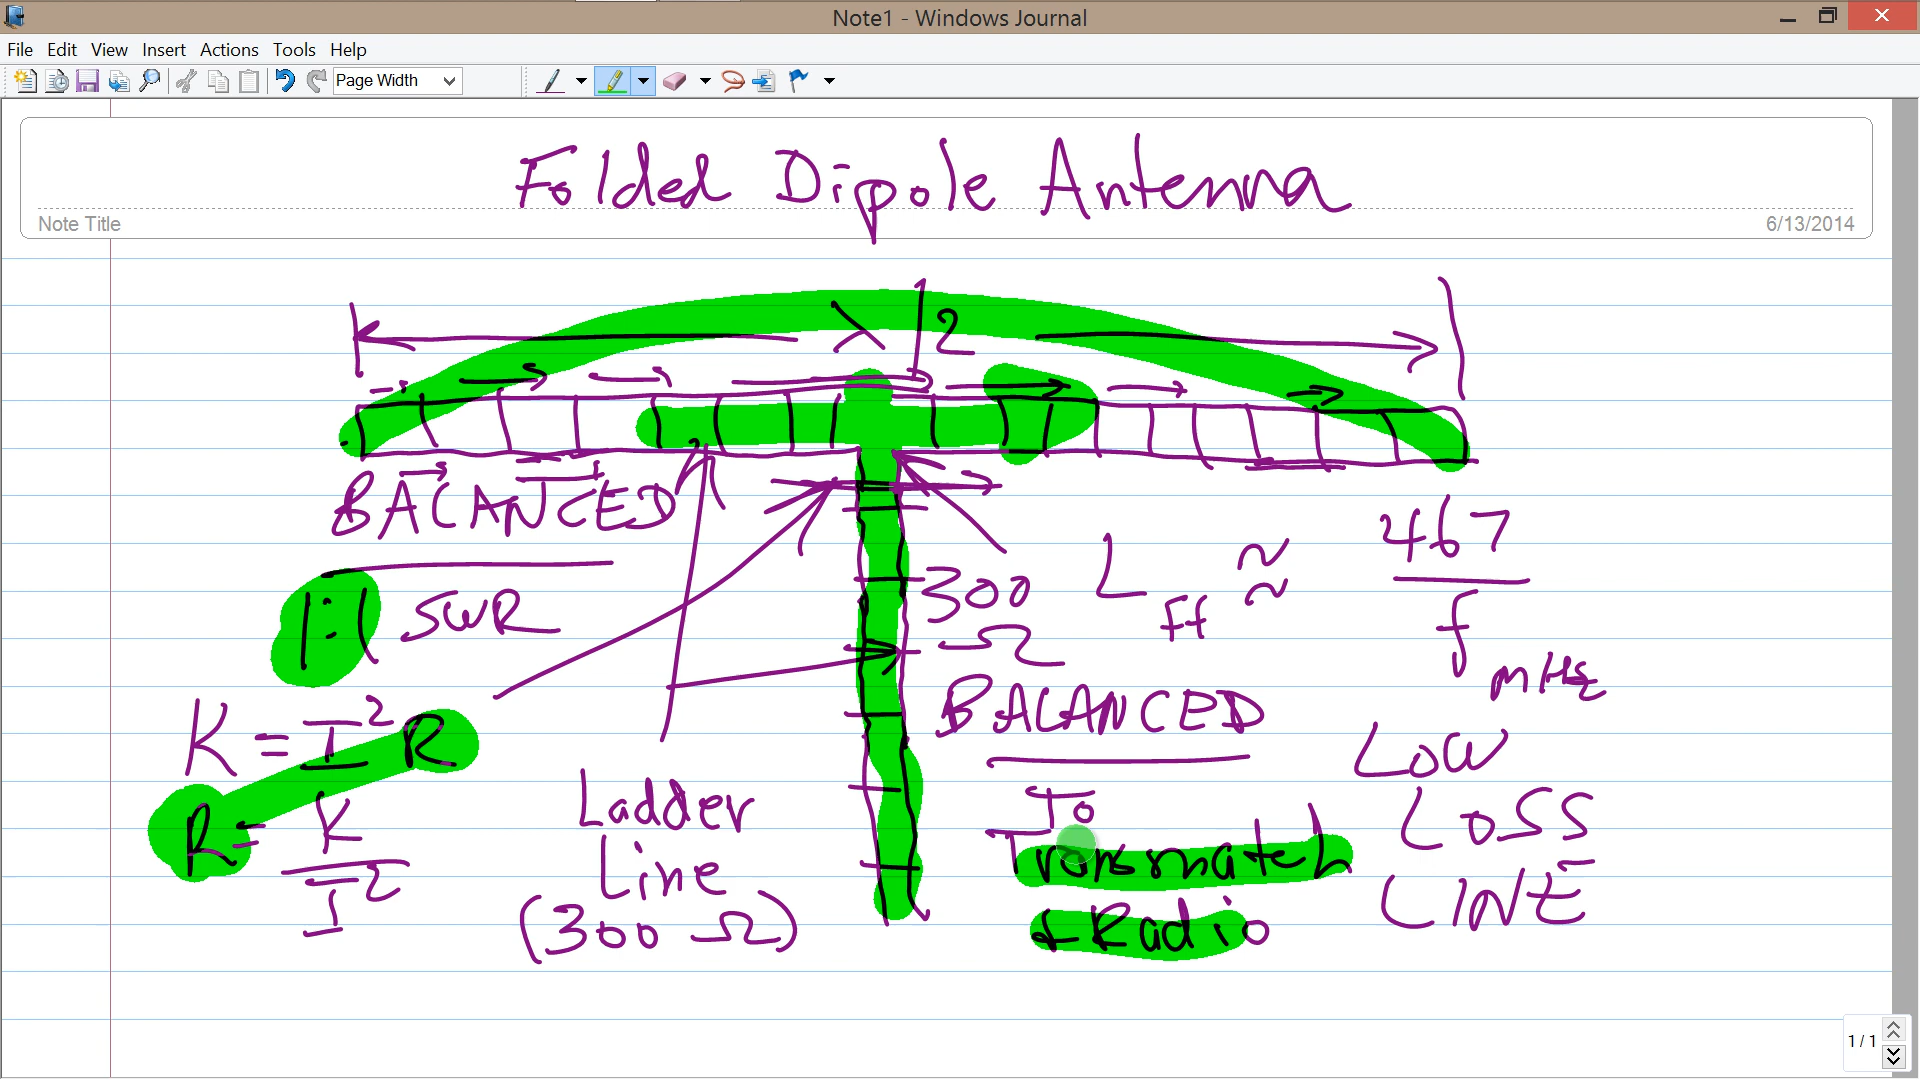 Note1 - Windows Journal
File Edit View Insert Actions Tools Help
Page Width
Folded Dipole Antenna
Note Title
6/13/2014
λ/2
BALANCED
1:1 SWR
K = I² R
R = K / I²
Ladder
Line
(300 Ω)
300
Ω
BALANCED
To
Transmatch
& Radio
L Ft ≈ 467 / f MHz
LOW
LOSS
LINE
1 / 1